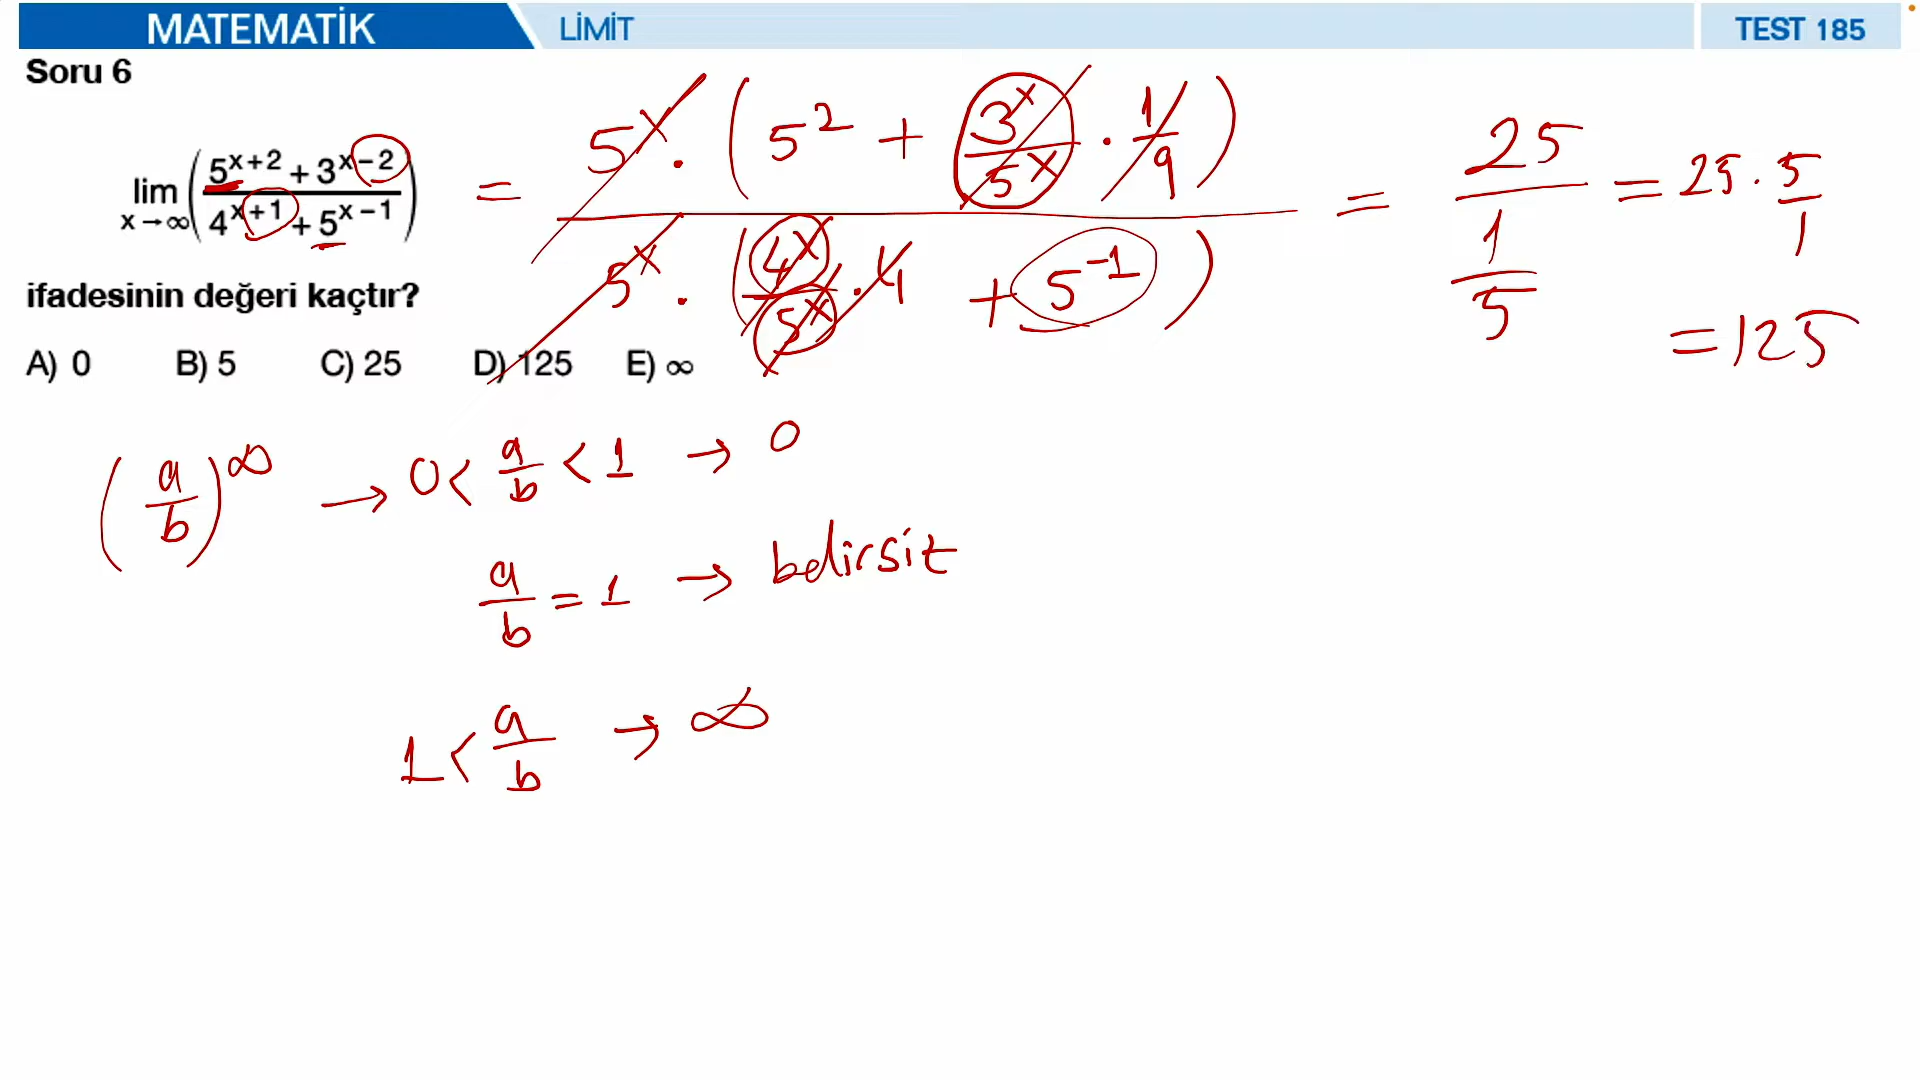 MATEMATİK
LİMİT
TEST 185
Soru 6
lim x→∞ ( (5^(x+2) + 3^(x−2)) / (4^(x+1) + 5^(x−1)) )
= ( 5^x · ( 5^2 + 3^x/5^x · 1/9 ) ) / ( 5^x · ( 4^x/5^x · 4 + 5^-1 ) ) = 25 / (1/5) = 25 · 5/1
= 125
ifadesinin değeri kaçtır?
A) 0 B) 5 C) 25 D) 125 E) ∞
(a/b)^∞ → 0 < a/b < 1 → 0
a/b = 1 → belirsiz
1 < a/b → ∞